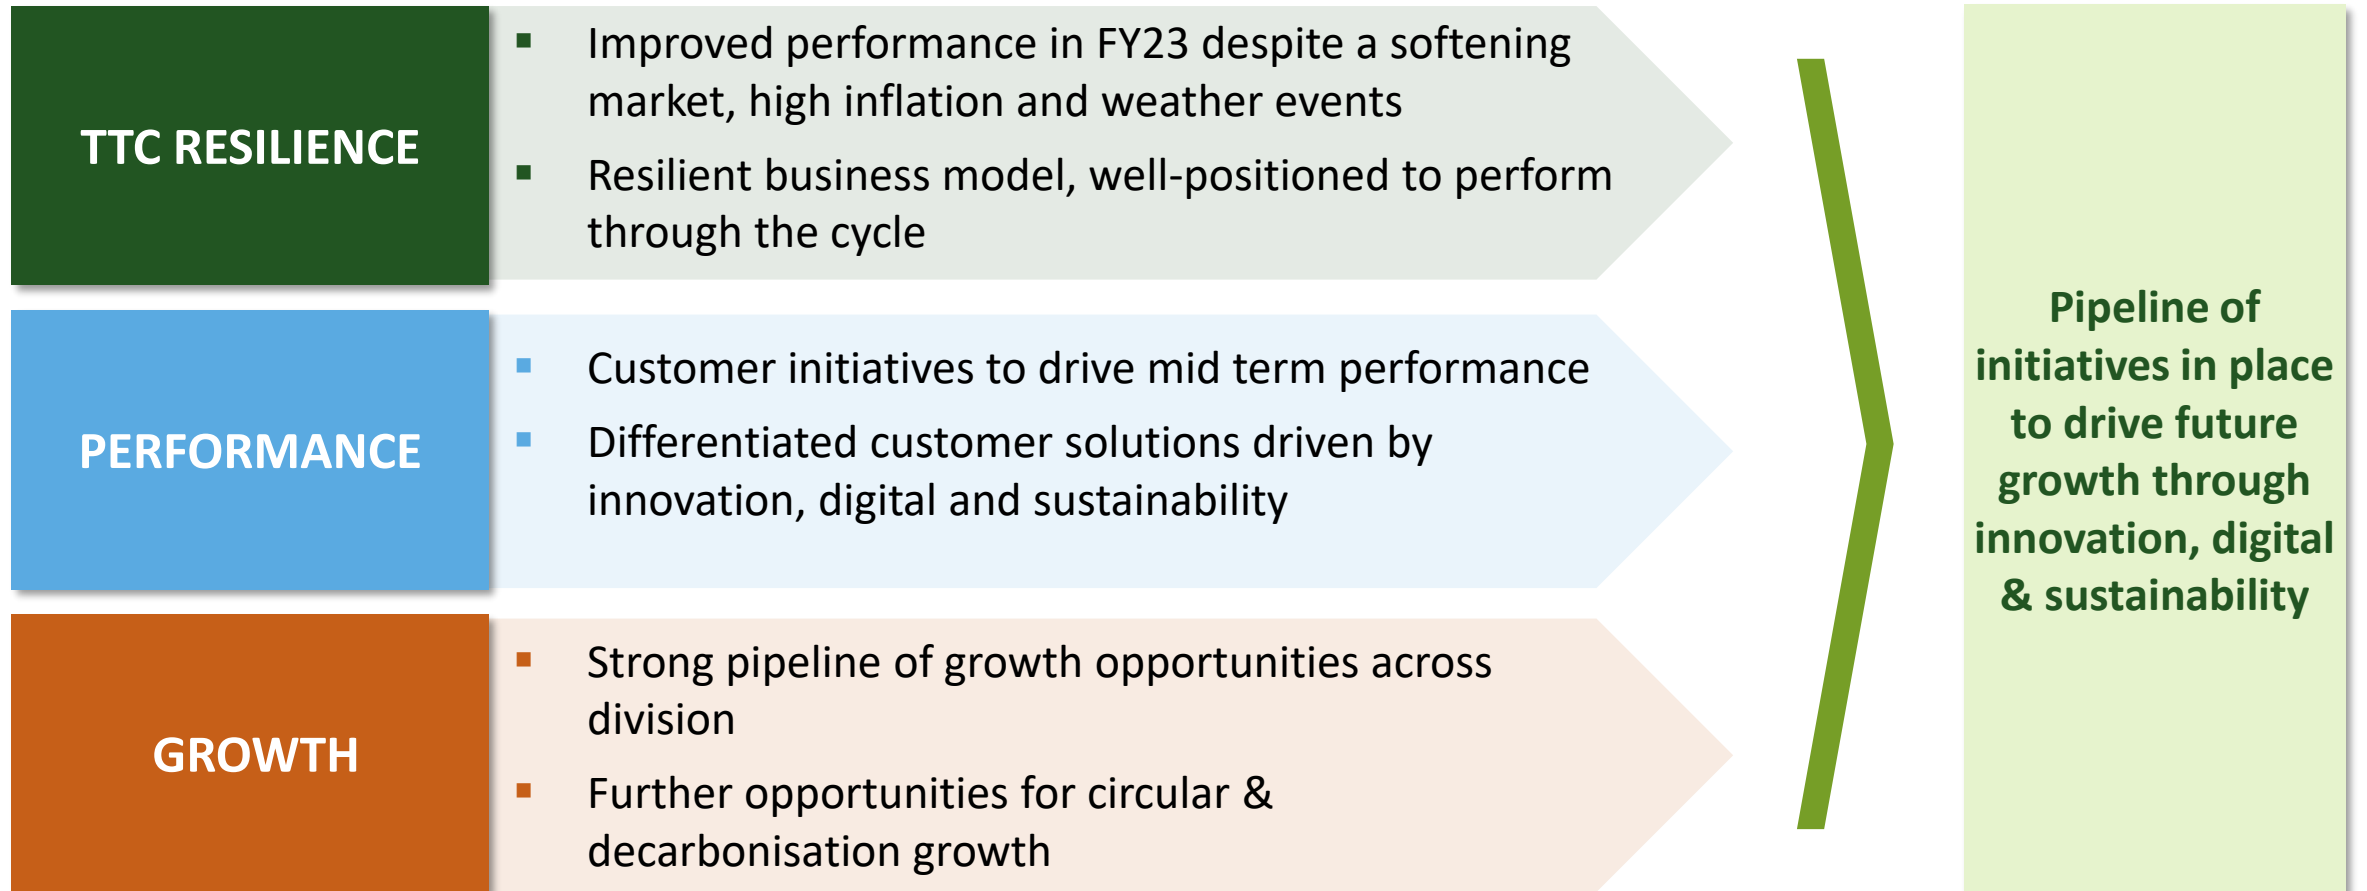 TTC RESILIENCE
▪ Improved performance in FY23 despite a softening
market, high inflation and weather events
▪ Resilient business model, well-positioned to perform
through the cycle
PERFORMANCE
▪ Customer initiatives to drive mid term performance
▪ Differentiated customer solutions driven by
innovation, digital and sustainability
GROWTH
▪ Strong pipeline of growth opportunities across
division
▪ Further opportunities for circular &
decarbonisation growth
Pipeline of
initiatives in place
to drive future
growth through
innovation, digital
& sustainability